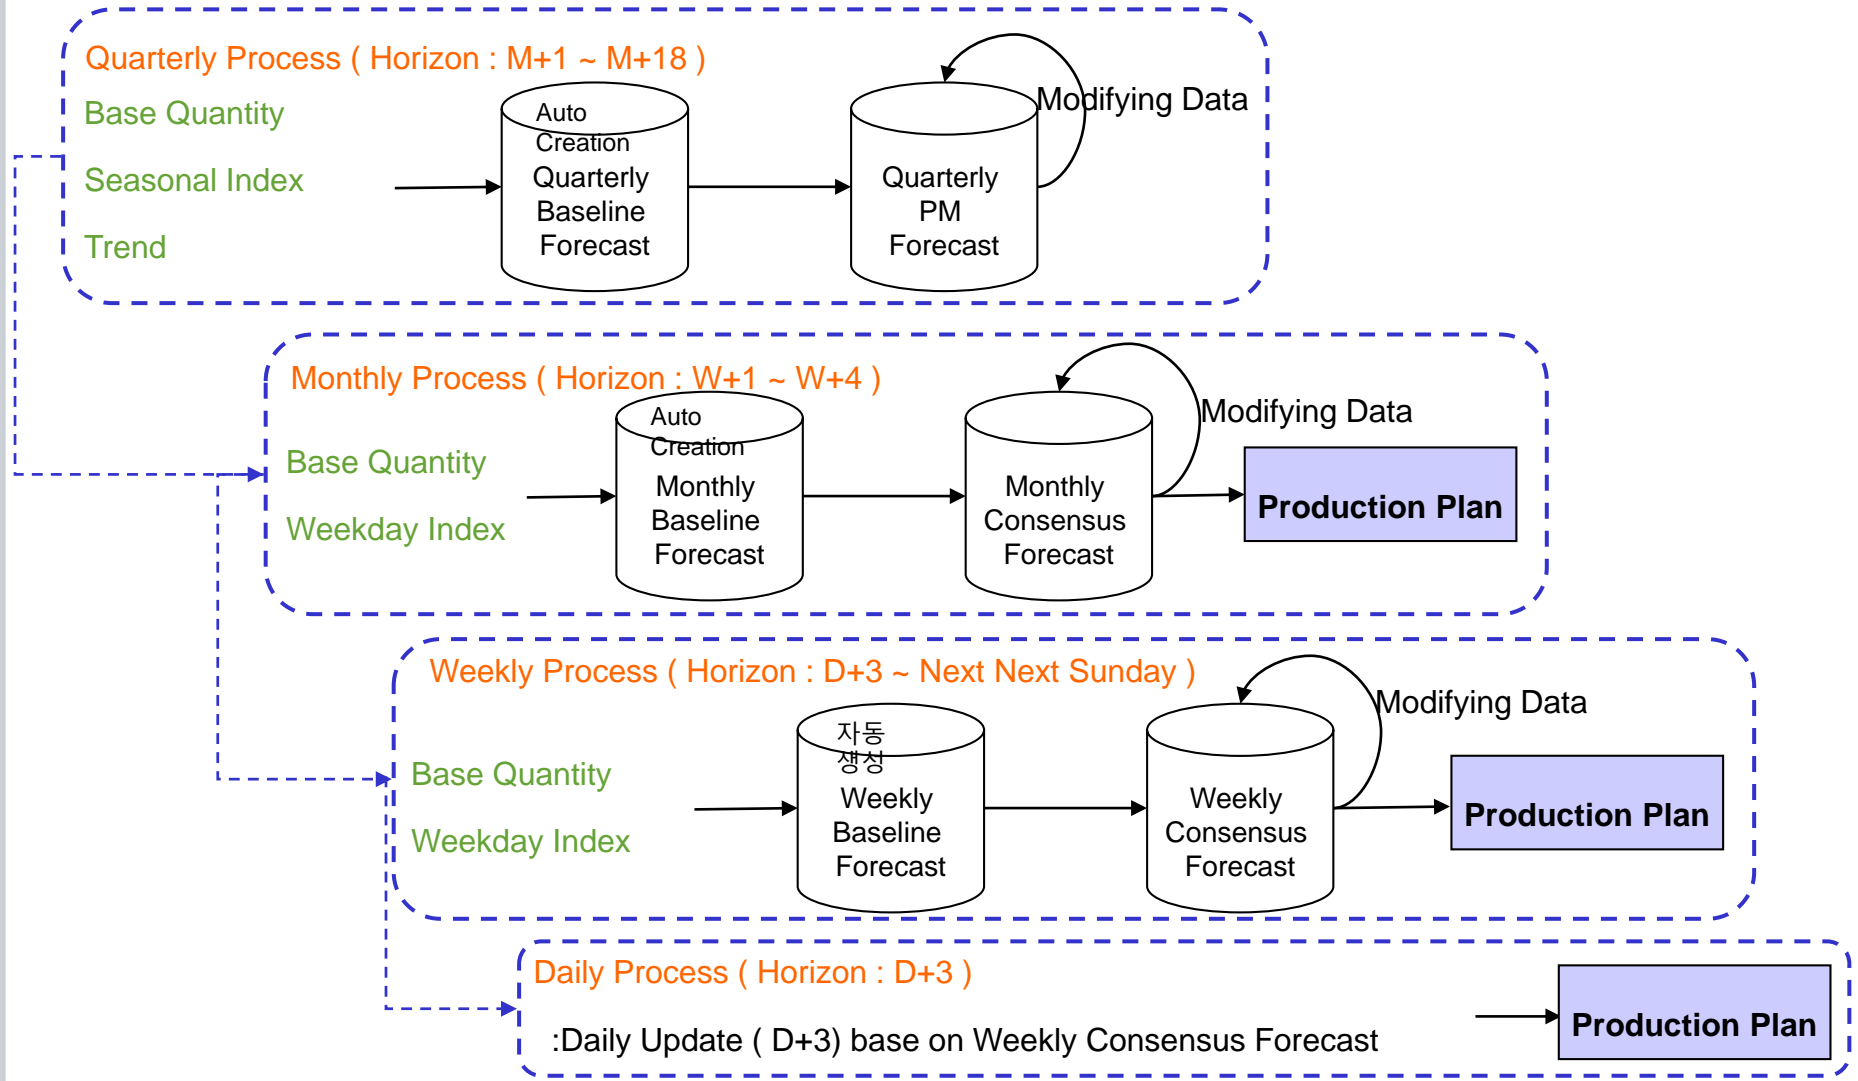 Quarterly Process ( Horizon : M+1 ~ M+18 )
Base Quantity
Seasonal Index
Trend
Auto
Creation
Quarterly
Baseline
Forecast
Quarterly
PM
Forecast
Modifying Data
Monthly Process ( Horizon : W+1 ~ W+4 )
Base Quantity
Weekday Index
Auto
Creation
Monthly
Baseline
Forecast
Monthly
Consensus
Forecast
Modifying Data
Production Plan
Weekly Process ( Horizon : D+3 ~ Next Next Sunday )
Base Quantity
Weekday Index
자동
생성
Weekly
Baseline
Forecast
Weekly
Consensus
Forecast
Modifying Data
Production Plan
Daily Process ( Horizon : D+3 )
:Daily Update ( D+3) base on Weekly Consensus Forecast
Production Plan